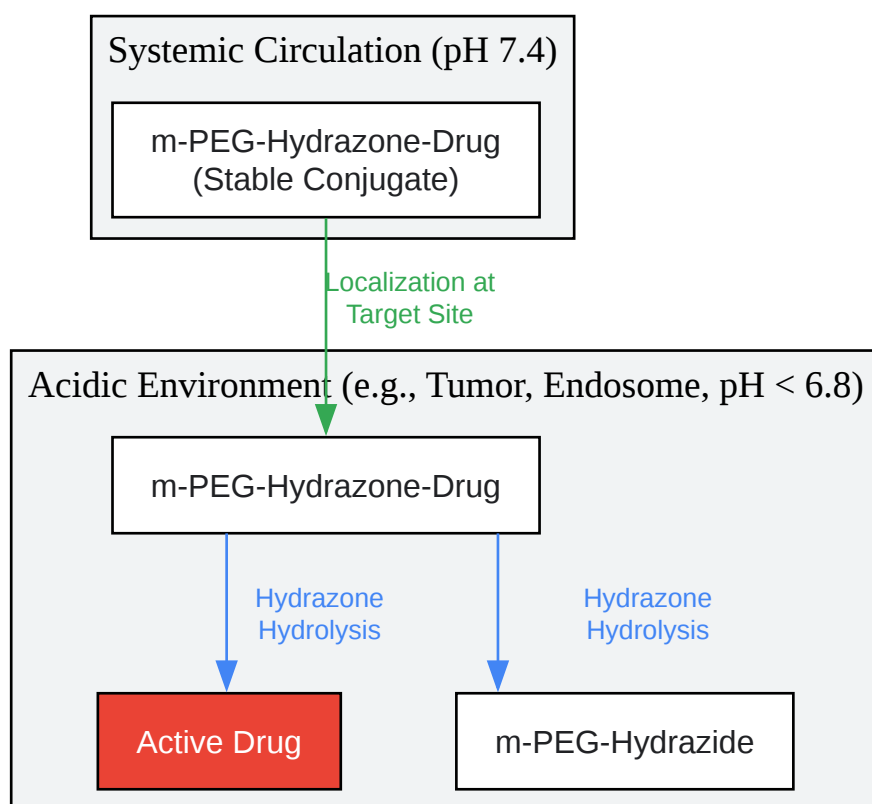 Systemic Circulation (pH 7.4)
m-PEG-Hydrazone-Drug
(Stable Conjugate)
Localization at
Target Site
Acidic Environment (e.g., Tumor, Endosome, pH < 6.8)
m-PEG-Hydrazone-Drug
Hydrazone
Hydrolysis
Hydrazone
Hydrolysis
Active Drug
m-PEG-Hydrazide